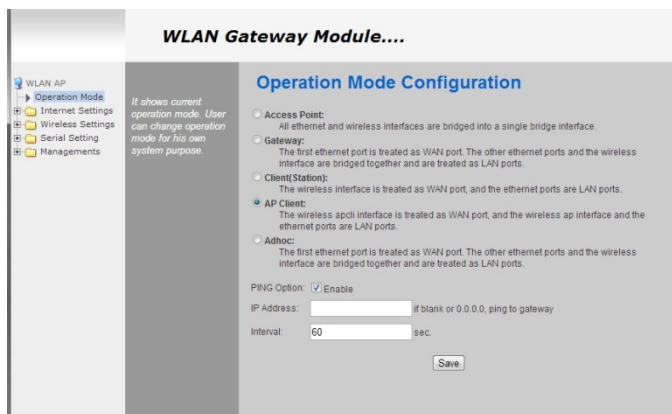 WLAN Gateway Module....
WLAN AP
Operation Mode
Internet Settings
Wireless Settings
Serial Setting
Managements
It shows current
operation mode. User
can change operation
mode for his own
system purpose.
Operation Mode Configuration
Access Point:
All ethernet and wireless interfaces are bridged into a single bridge interface.
Gateway:
The first ethernet port is treated as WAN port. The other ethernet ports and the wireless
interface are bridged together and are treated as LAN ports.
Client(Station):
The wireless interface is treated as WAN port, and the ethernet ports are LAN ports.
AP Client:
The wireless apcli interface is treated as WAN port, and the wireless ap interface and the
ethernet ports are LAN ports.
Adhoc:
The first ethernet port is treated as WAN port. The other ethernet ports and the wireless
interface are bridged together and are treated as LAN ports.
PING Option: Enable
IP Address: if blank or 0.0.0.0, ping to gateway
Interval: 60 sec.
Save